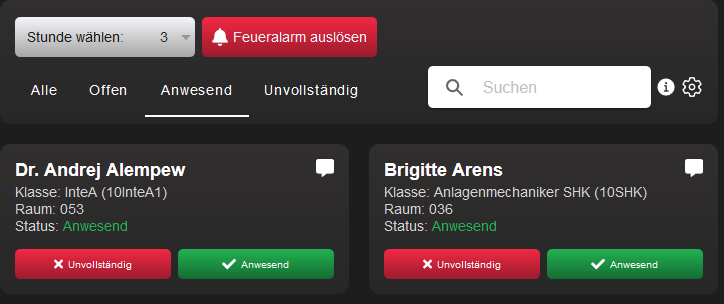 Stunde wählen: 3
Feueralarm auslösen
Alle Offen Anwesend Unvollständig
Suchen
Dr. Andrej Alempew
Klasse: InteA (10InteA1)
Raum: 053
Status: Anwesend
Unvollständig Anwesend
Brigitte Arens
Klasse: Anlagenmechaniker SHK (10SHK)
Raum: 036
Status: Anwesend
Unvollständig Anwesend